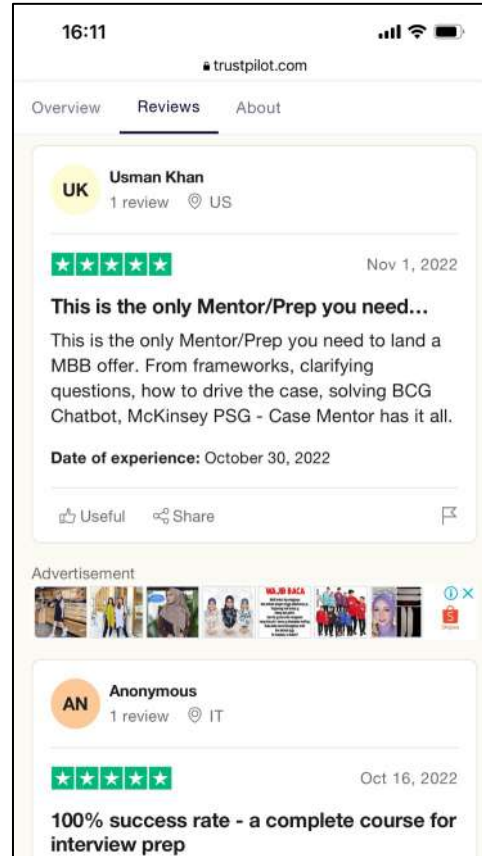 16:11
trustpilot.com
Overview Reviews About
UK
Usman Khan
1 review US
Nov 1, 2022
This is the only Mentor/Prep you need…
This is the only Mentor/Prep you need to land a
MBB offer. From frameworks, clarifying
questions, how to drive the case, solving BCG
Chatbot, McKinsey PSG - Case Mentor has it all.
Date of experience: October 30, 2022
Useful Share
Advertisement
WAJIB BACA
AN
Anonymous
1 review IT
Oct 16, 2022
100% success rate - a complete course for
interview prep